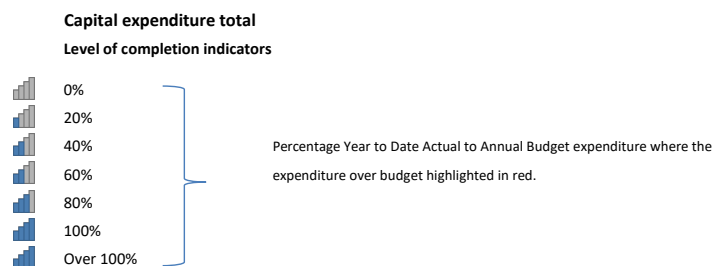 Capital expenditure total
Level of completion indicators
0%
20%
40%
60%
80%
100%
Over 100%
Percentage Year to Date Actual to Annual Budget expenditure where the
expenditure over budget highlighted in red.